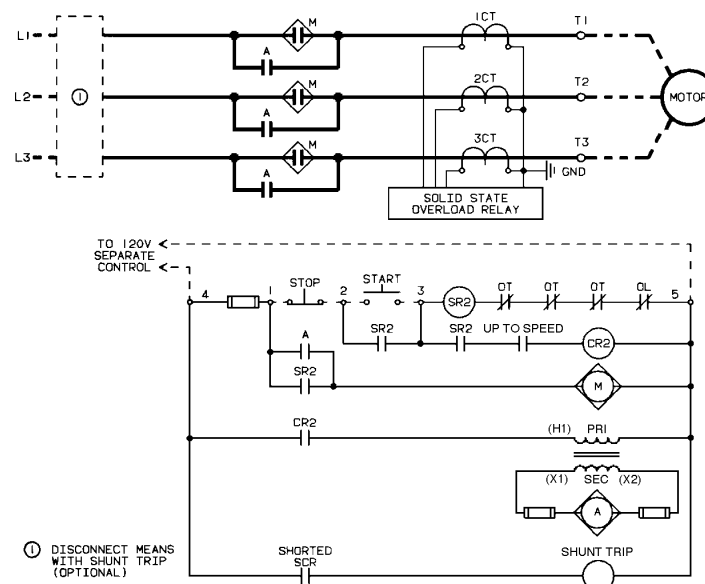 L1
M
A
1CT
T1
L2
1
M
A
2CT
T2
MOTOR
L3
M
A
3CT
T3
GND
SOLID STATE
OVERLOAD RELAY
TO 120V
SEPARATE
CONTROL
4
1
STOP
2
START
3
SR2
OT
OT
OT
OL
5
A
SR2
SR2
UP TO SPEED
CR2
SR2
M
CR2
(H1) PRI
(X1) SEC (X2)
A
1 DISCONNECT MEANS
WITH SHUNT TRIP
(OPTIONAL)
SHORTED
SCR
SHUNT TRIP